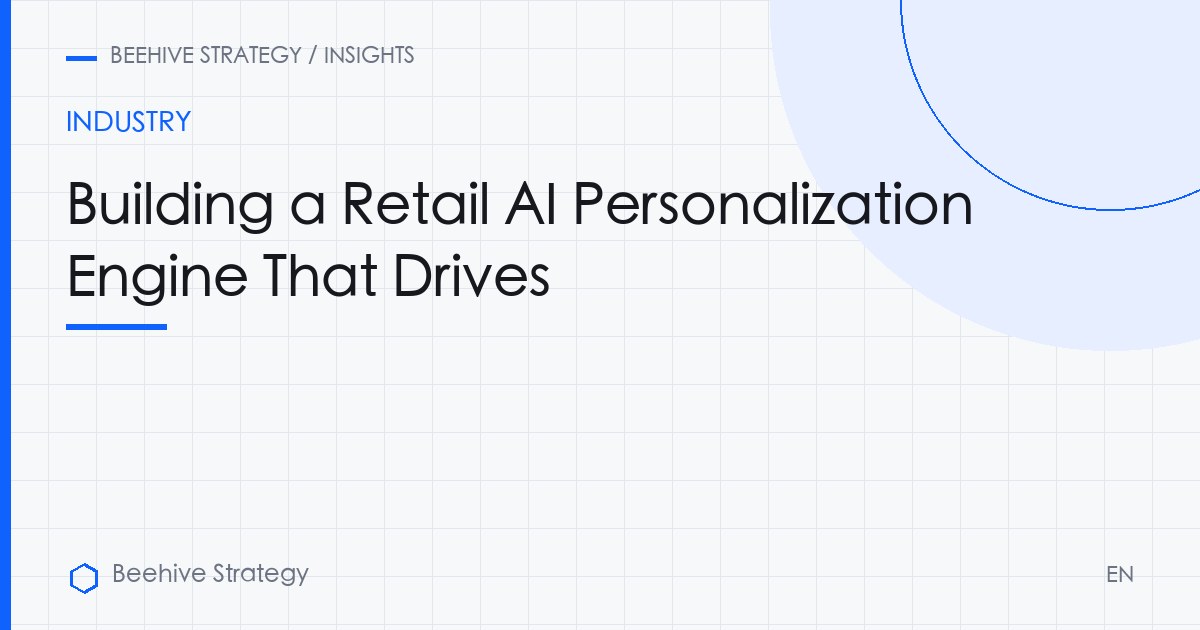 BEEHIVE STRATEGY / INSIGHTS
INDUSTRY
Building a Retail AI Personalization
Engine That Drives
Beehive Strategy
EN